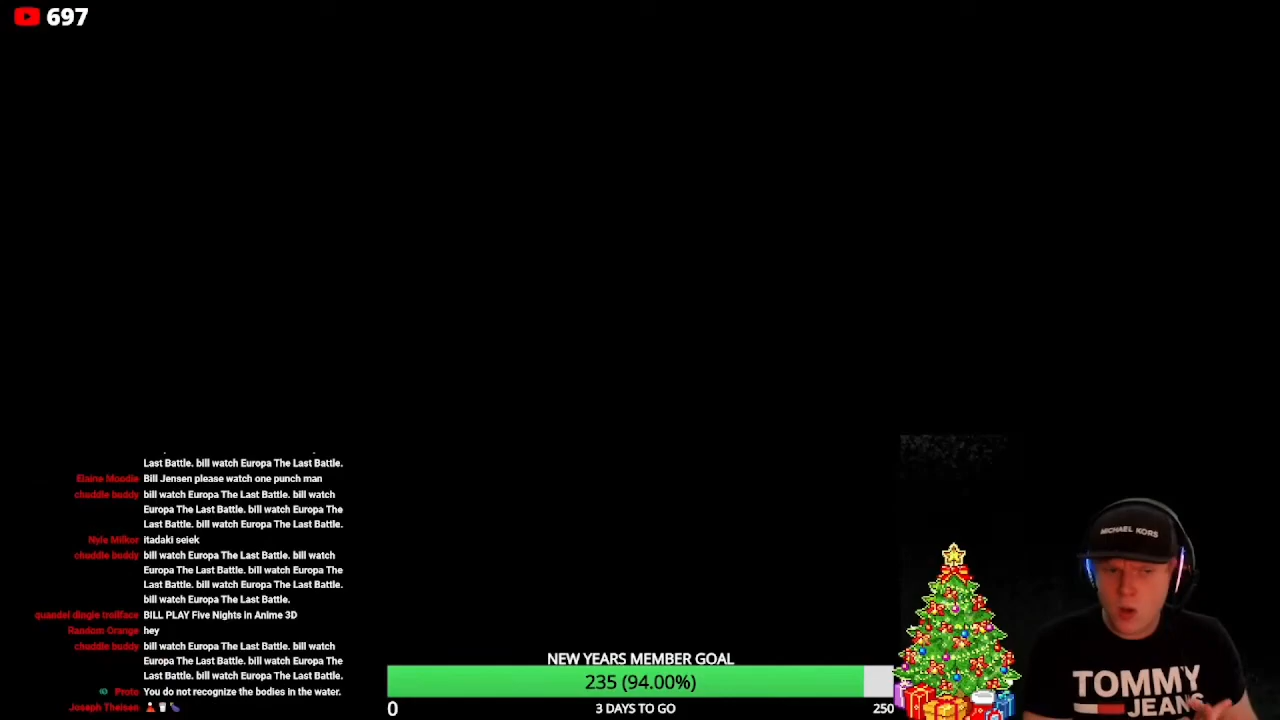 697
Last Battle. bill watch Europa The Last Battle.
Elaine Moodie Bill Jensen please watch one punch man
chuddle buddy bill watch Europa The Last Battle. bill watch
Europa The Last Battle. bill watch Europa The
Last Battle. bill watch Europa The Last Battle.
Nyle Milkor itadaki seiek
chuddle buddy bill watch Europa The Last Battle. bill watch
Europa The Last Battle. bill watch Europa The
Last Battle. bill watch Europa The Last Battle.
bill watch Europa The Last Battle.
quandel dingle trollface BILL PLAY Five Nights in Anime 3D
Random Orange hey
chuddle buddy bill watch Europa The Last Battle. bill watch
Europa The Last Battle. bill watch Europa The
Last Battle. bill watch Europa The Last Battle.
Proto You do not recognize the bodies in the water.
Joseph Theisen
NEW YEARS MEMBER GOAL
235 (94.00%)
0
3 DAYS TO GO
250
MICHAEL KORS
TOMMY
JEANS